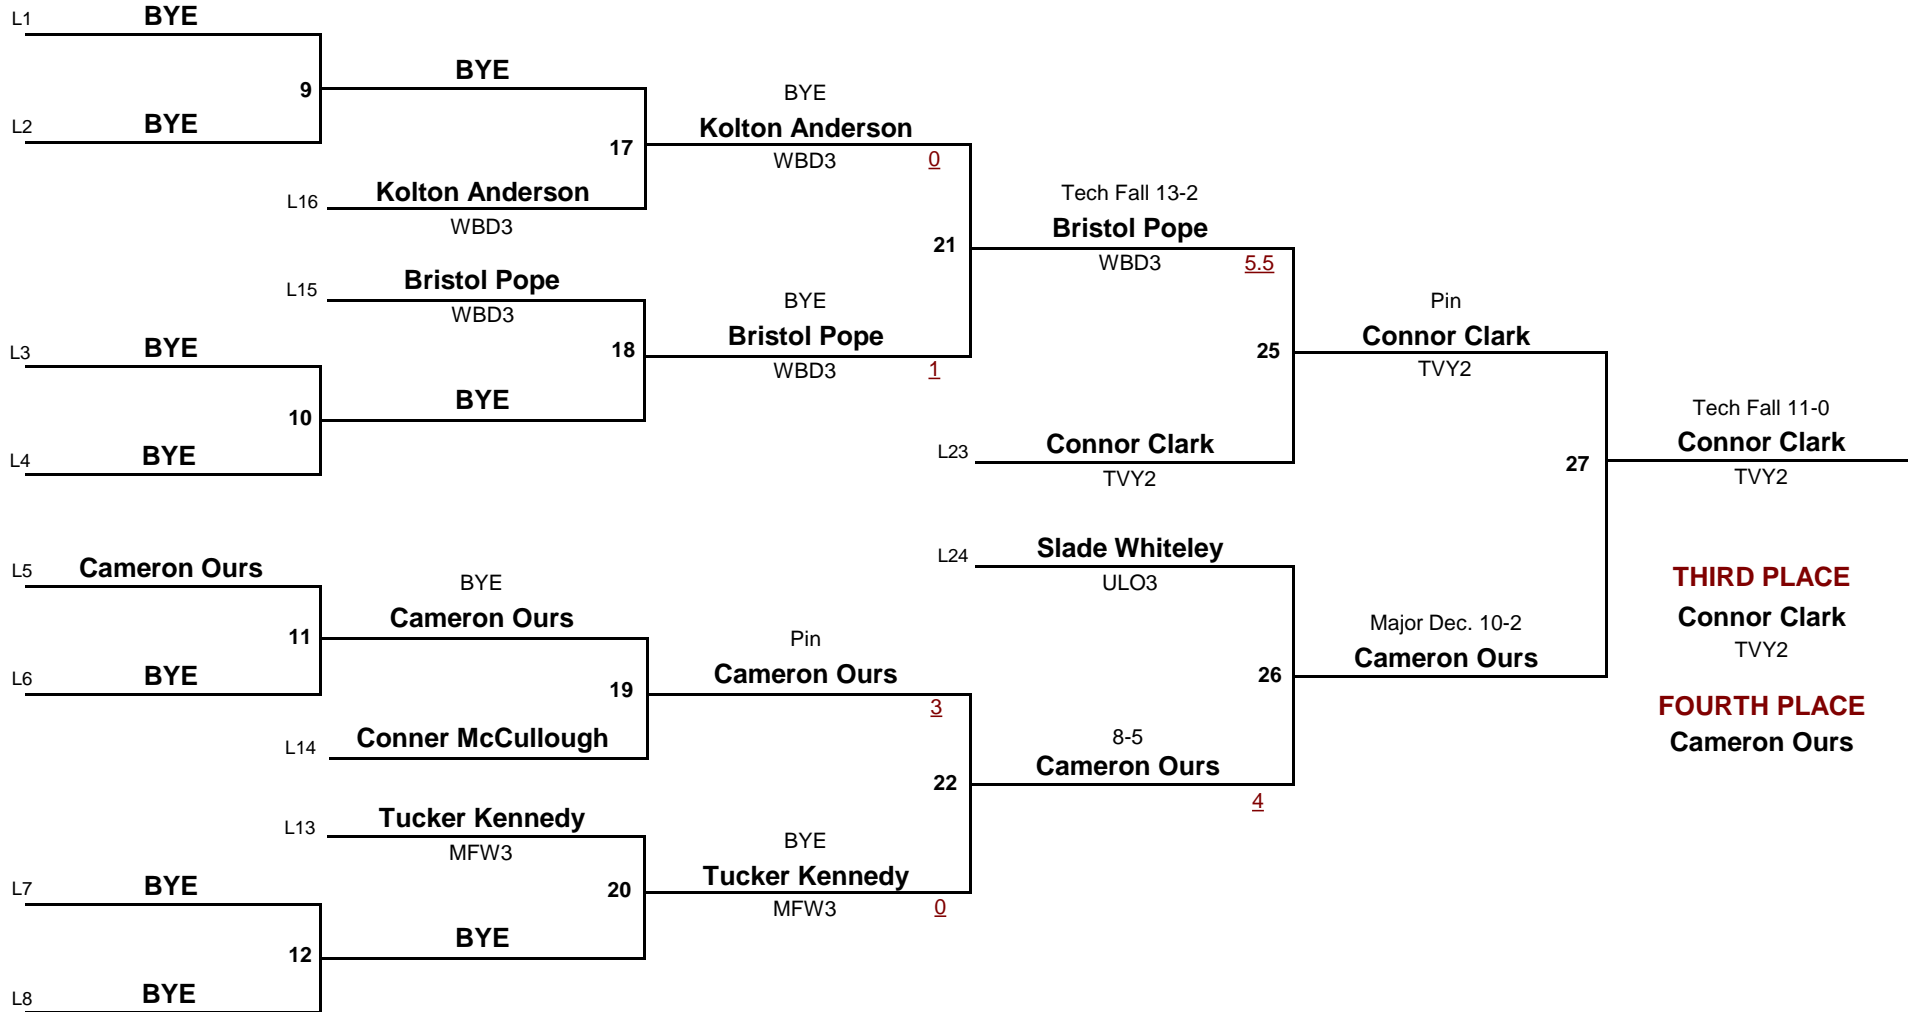 L1 BYE
9
L2 BYE
BYE
17
L16 Kolton Anderson
WBD3
BYE
Kolton Anderson
WBD3 0
L15 Bristol Pope
WBD3
18
L3 BYE
10
L4 BYE
BYE
BYE
Bristol Pope
WBD3 1
21
Tech Fall 13-2
Bristol Pope
WBD3 5.5
25
L23 Connor Clark
TVY2
Pin
Connor Clark
TVY2
27
Tech Fall 11-0
Connor Clark
TVY2
L5 Cameron Ours
11
L6 BYE
BYE
Cameron Ours
19
L14 Conner McCullough
Pin
Cameron Ours
3
L13 Tucker Kennedy
MFW3
20
L7 BYE
12
L8 BYE
BYE
BYE
Tucker Kennedy
MFW3 0
22
L24 Slade Whiteley
ULO3
26
8-5
Cameron Ours
4
Major Dec. 10-2
Cameron Ours
THIRD PLACE
Connor Clark
TVY2
FOURTH PLACE
Cameron Ours